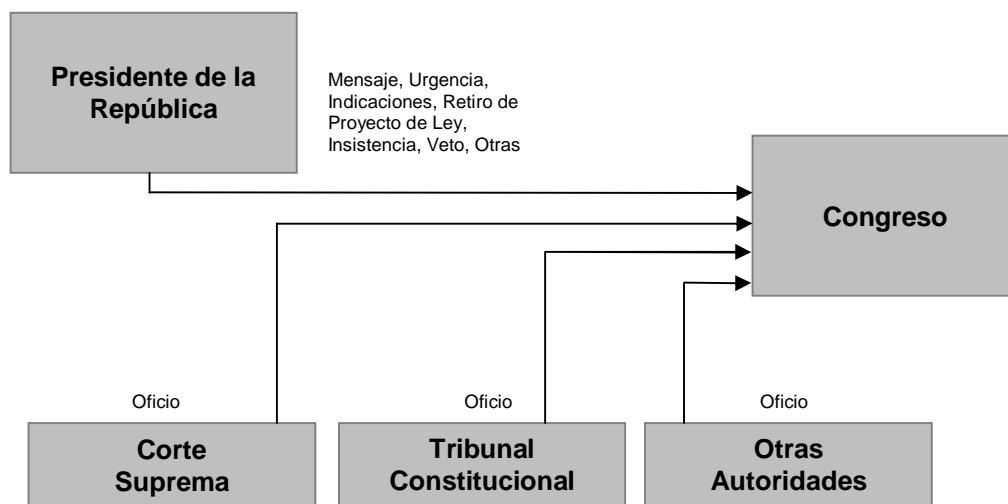 Presidente de la
República
Mensaje, Urgencia,
Indicaciones, Retiro de
Proyecto de Ley,
Insistencia, Veto, Otras
Congreso
Oficio
Oficio
Oficio
Corte
Suprema
Tribunal
Constitucional
Otras
Autoridades